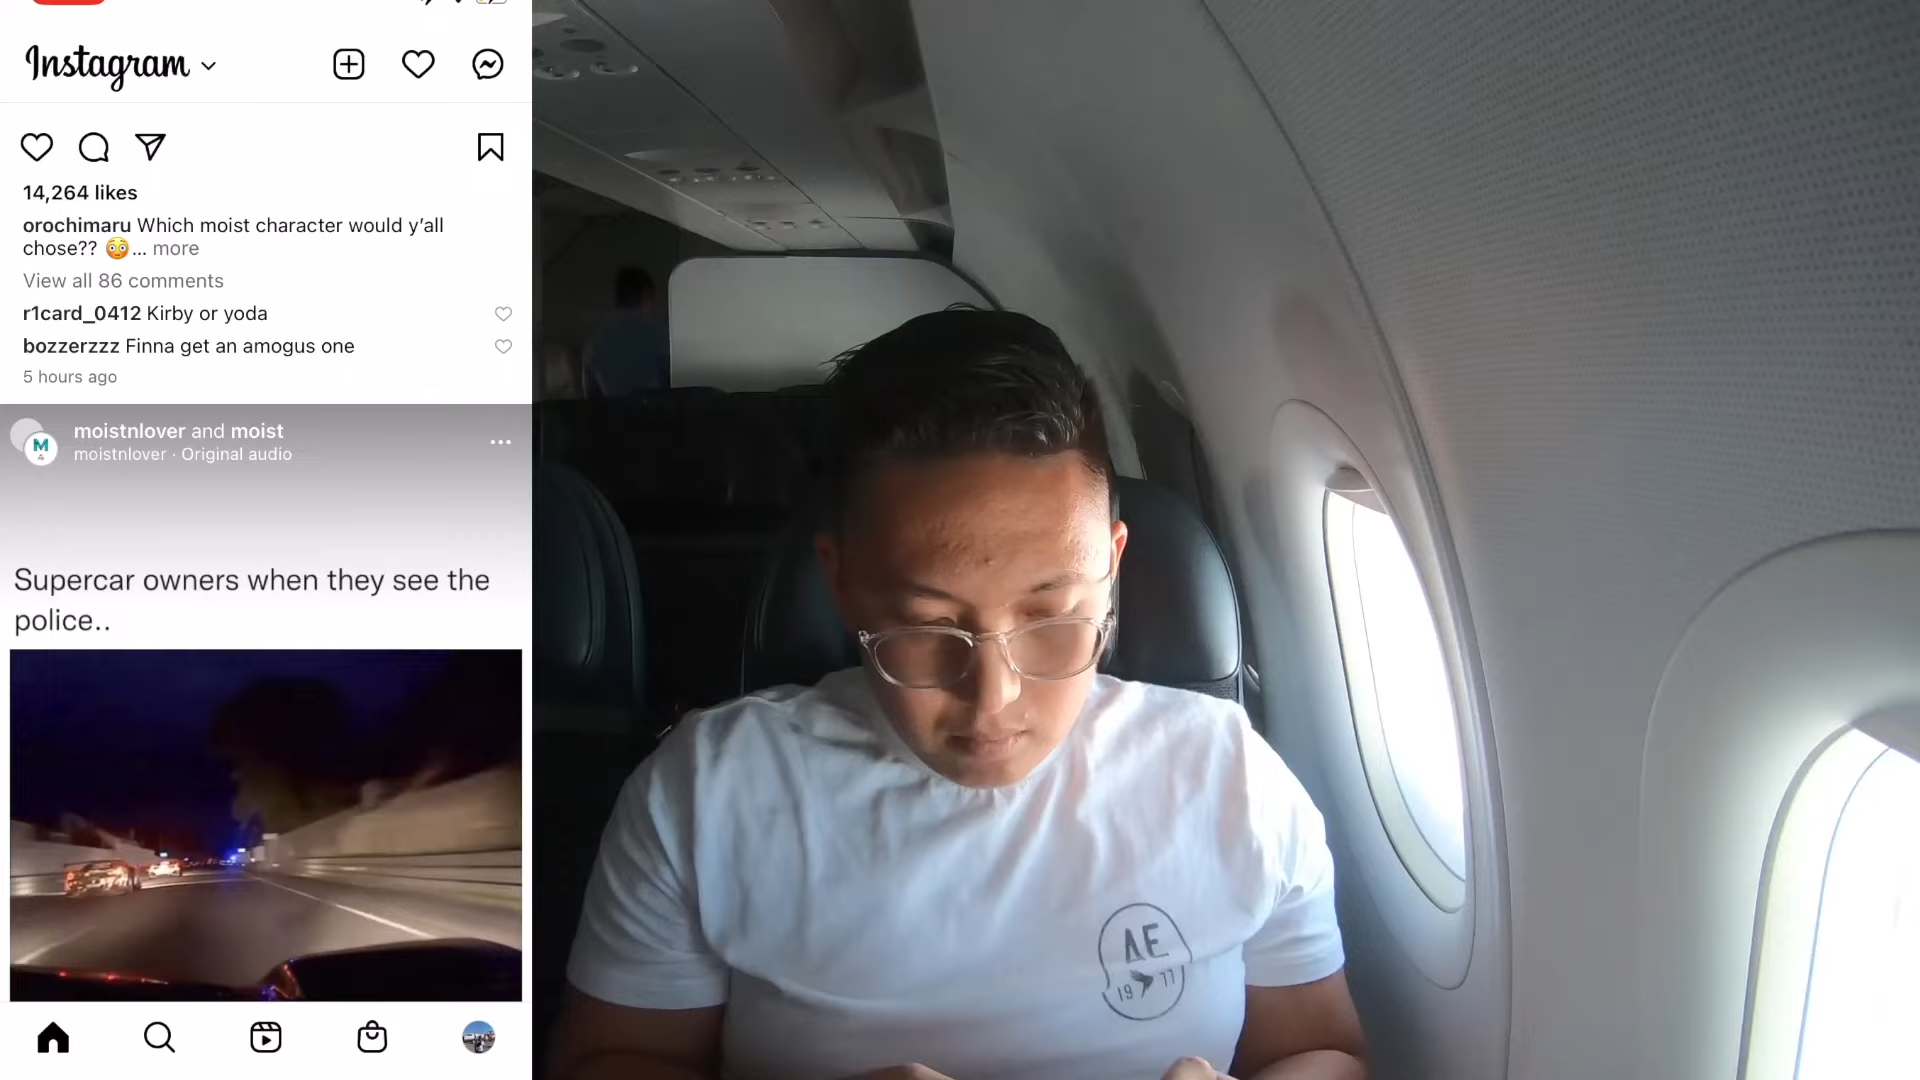 Instagram
14,264 likes
orochimaru Which moist character would y’all
chose?? 😳... more
View all 86 comments
r1card_0412 Kirby or yoda
bozzerzzz Finna get an amogus one
5 hours ago
moistnlover and moist
moistnlover · Original audio
M
Supercar owners when they see the
police..
AE
19 77